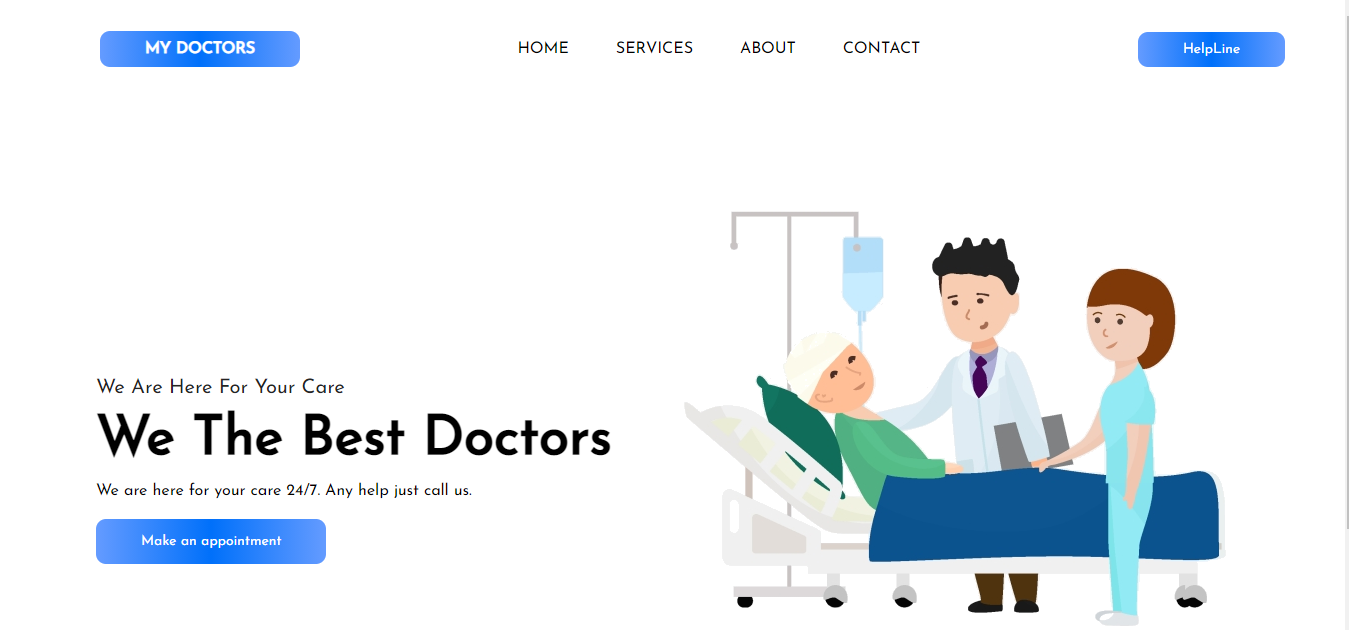 MY DOCTORS
HOME SERVICES ABOUT CONTACT
HelpLine
We Are Here For Your Care
We The Best Doctors
We are here for your care 24/7. Any help just call us.
Make an appointment